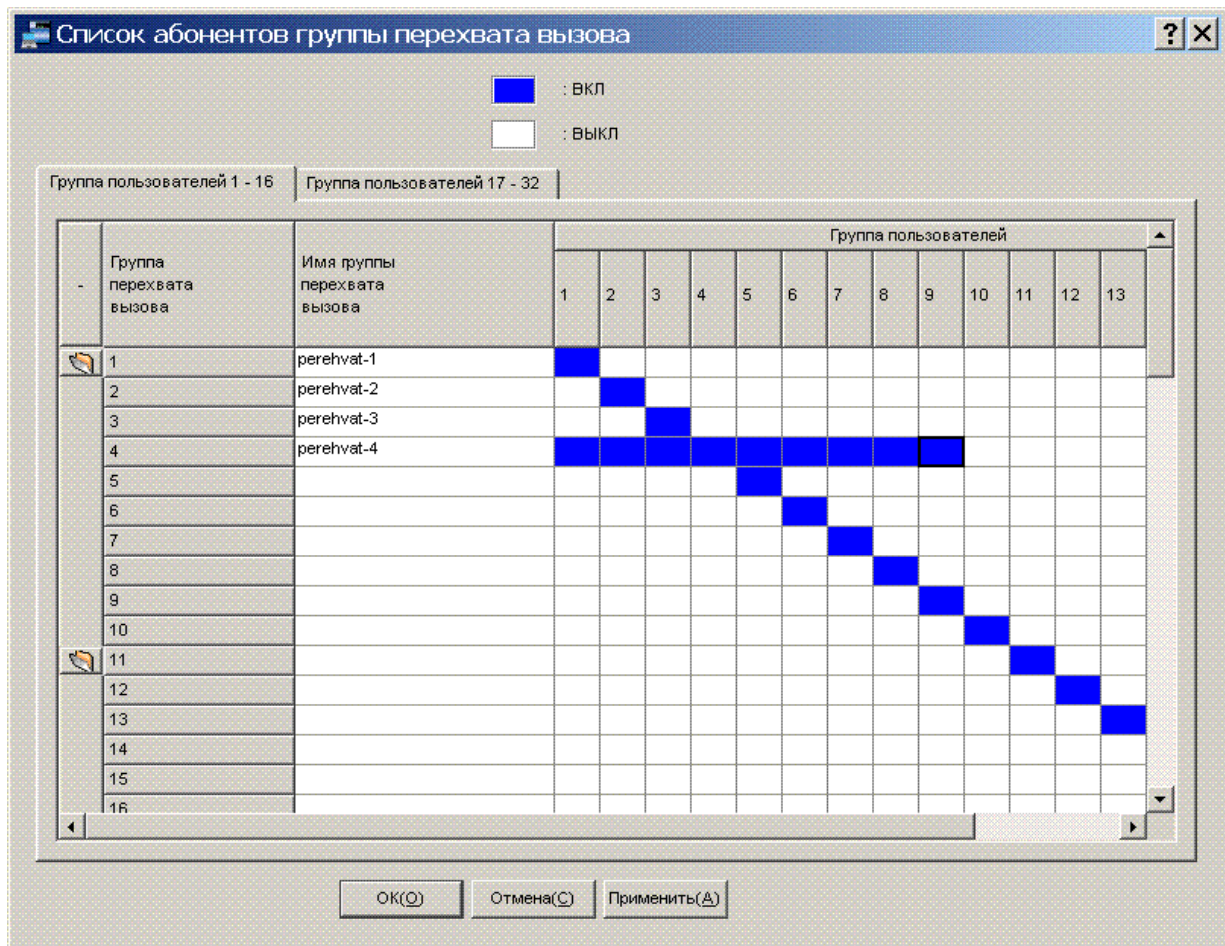 Список абонентов группы перехвата вызова
: ВКЛ
: ВЫКЛ
Группа пользователей 1 - 16
Группа пользователей 17 - 32
Группа пользователей
-
Группа
перехвата
вызова
Имя группы
перехвата
вызова
1 2 3 4 5 6 7 8 9 10 11 12 13
1 perehvat-1
2 perehvat-2
3 perehvat-3
4 perehvat-4
5
6
7
8
9
10
11
12
13
14
15
16
OK(O) Отмена(C) Применить(A)